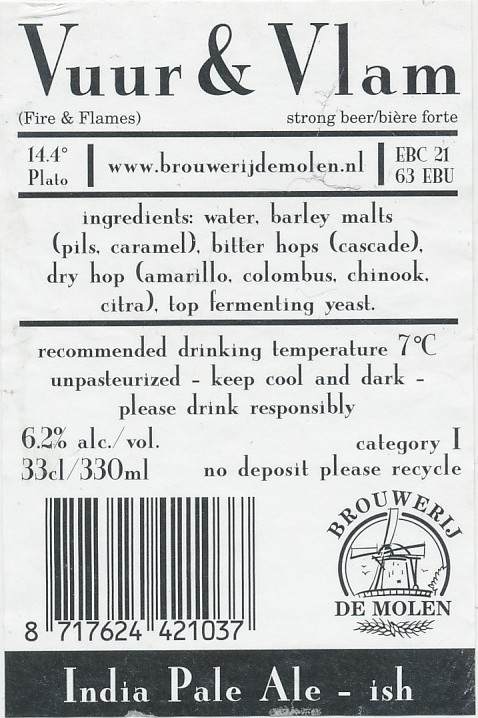 Vuur & Vlam
(Fire & Flames) strong beer/bière forte
14.4° Plato
www.brouwerijdemolen.nl
EBC 21
63 EBU
ingredients: water, barley malts
(pils, caramel), bitter hops (cascade),
dry hop (amarillo, colombus, chinook,
citra), top fermenting yeast.
recommended drinking temperature 7°C
unpasteurized - keep cool and dark -
please drink responsibly
6.2% alc./vol. category I
33cl/330ml no deposit please recycle
BROUWERIJ
DE MOLEN
8 717624 421037
India Pale Ale - ish